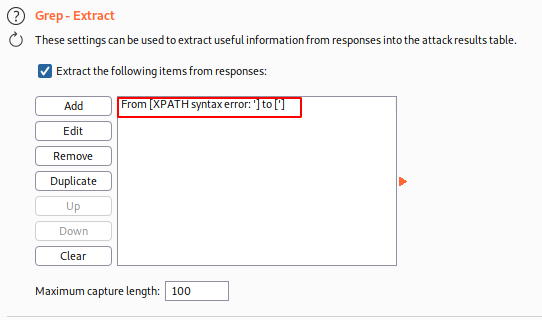 Grep - Extract
These settings can be used to extract useful information from responses into the attack results table.
Extract the following items from responses:
Add
Edit
Remove
Duplicate
Up
Down
Clear
From [XPATH syntax error: '] to [']
Maximum capture length: 100